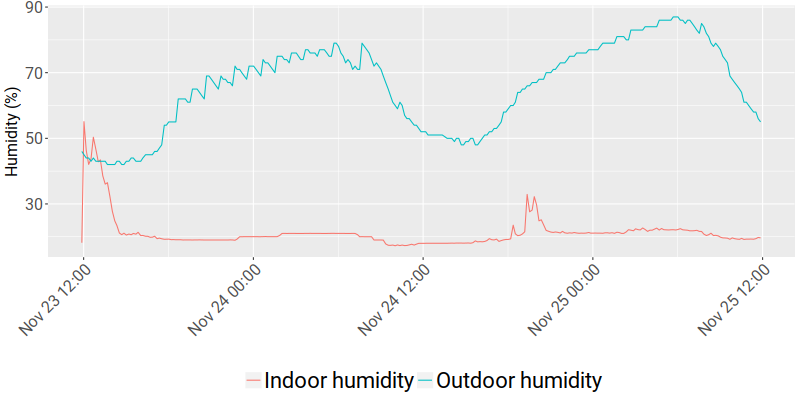 90
70
50
30
Humidity (%)
Nov 23 12:00
Nov 24 00:00
Nov 24 12:00
Nov 25 00:00
Nov 25 12:00
Indoor humidity
Outdoor humidity